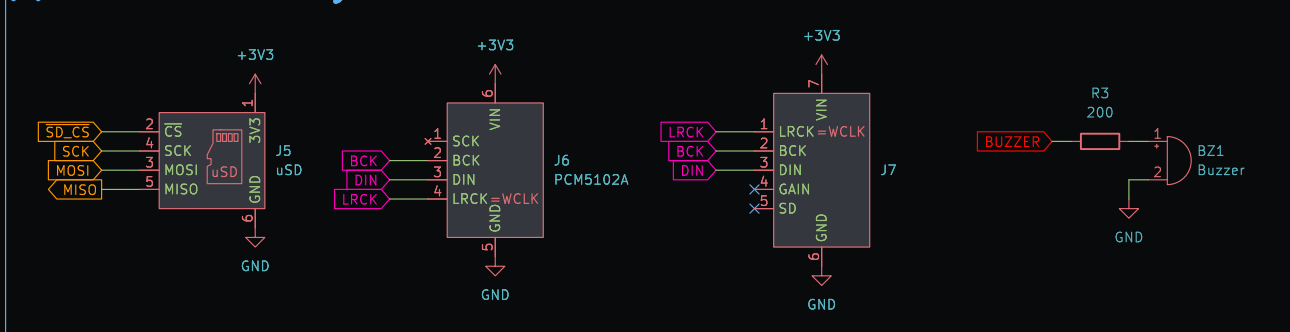 +3V3
1
SD_CS
2
CS
3V3
SCK
4
SCK
MOSI
3
MOSI
uSD
MISO
5
MISO
GND
6
J5
uSD
GND
+3V3
6
VIN
1
SCK
BCK
2
BCK
DIN
3
DIN
LRCK
4
LRCK=WCLK
GND
5
J6
PCM5102A
GND
+3V3
7
VIN
LRCK
1
LRCK=WCLK
BCK
2
BCK
DIN
3
DIN
4
GAIN
5
SD
GND
6
J7
GND
R3
200
BUZZER
1
+
2
BZ1
Buzzer
GND